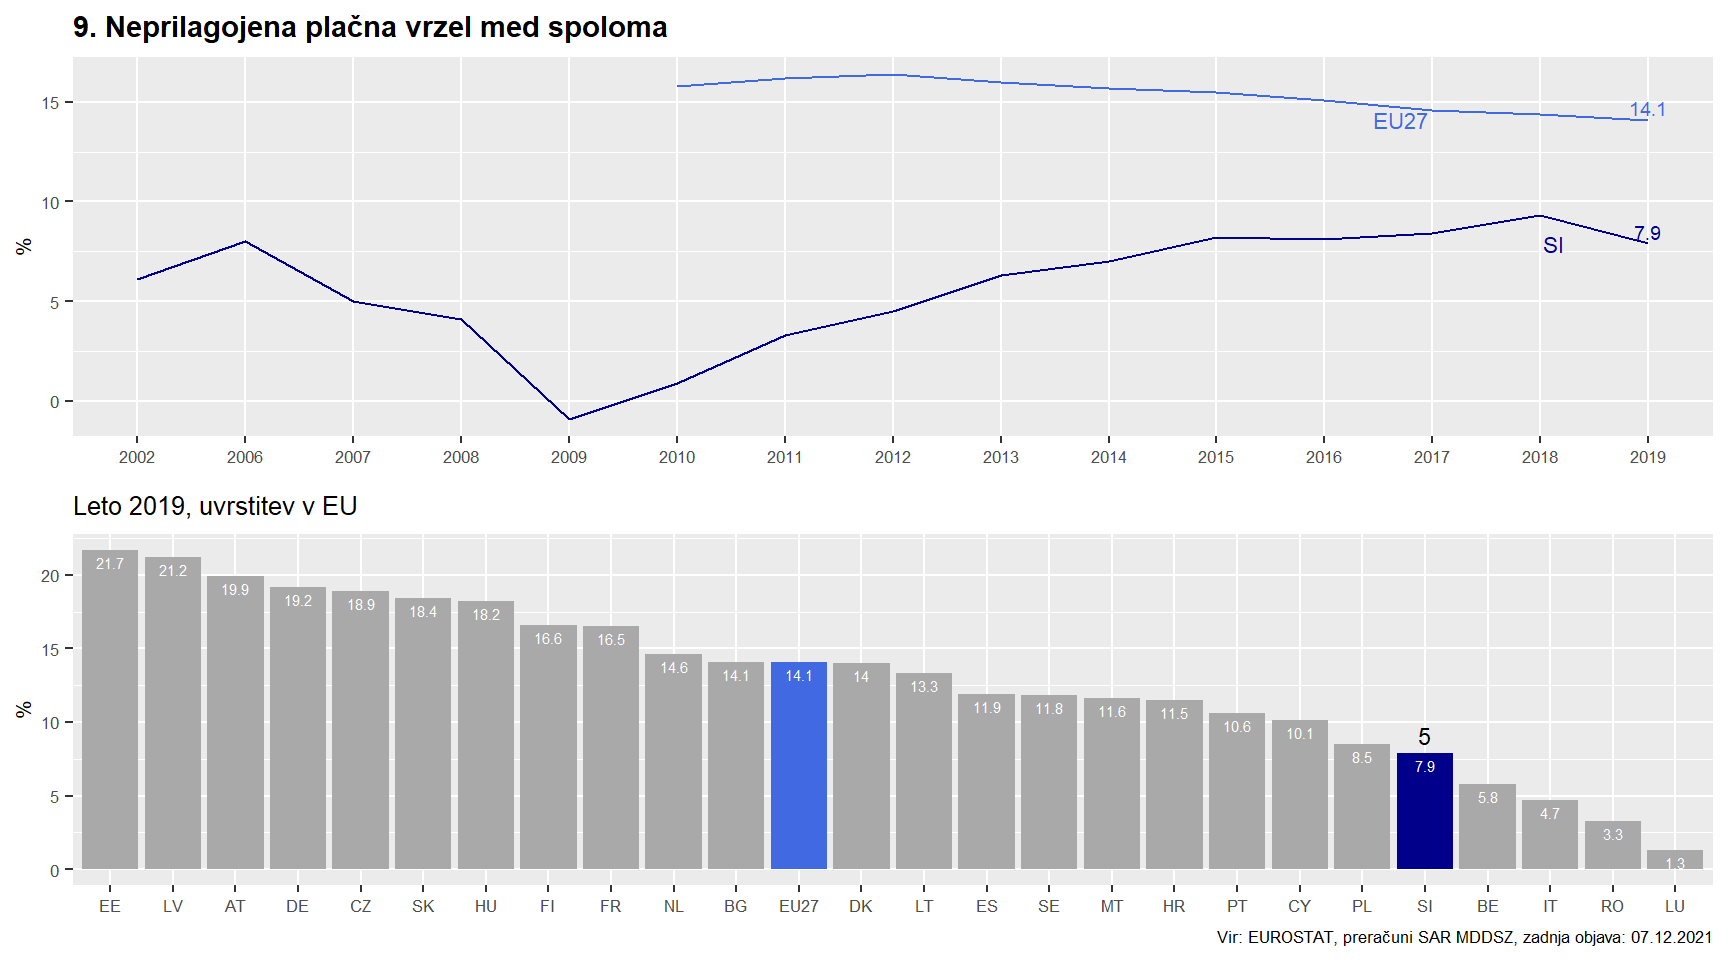 9. Neprilagojena plačna vrzel med spoloma
15
10
5
0
%
EU27
14.1
SI
7.9
2002 2006 2007 2008 2009 2010 2011 2012 2013 2014 2015 2016 2017 2018 2019
Leto 2019, uvrstitev v EU
20
15
10
5
0
%
21.7 21.2 19.9 19.2 18.9 18.4 18.2 16.6 16.5 14.6 14.1 14.1 14 13.3 11.9 11.8 11.6 11.5 10.6 10.1 8.5 7.9 5.8 4.7 3.3 1.3
5
EE LV AT DE CZ SK HU FI FR NL BG EU27 DK LT ES SE MT HR PT CY PL SI BE IT RO LU
Vir: EUROSTAT, preračuni SAR MDDSZ, zadnja objava: 07.12.2021